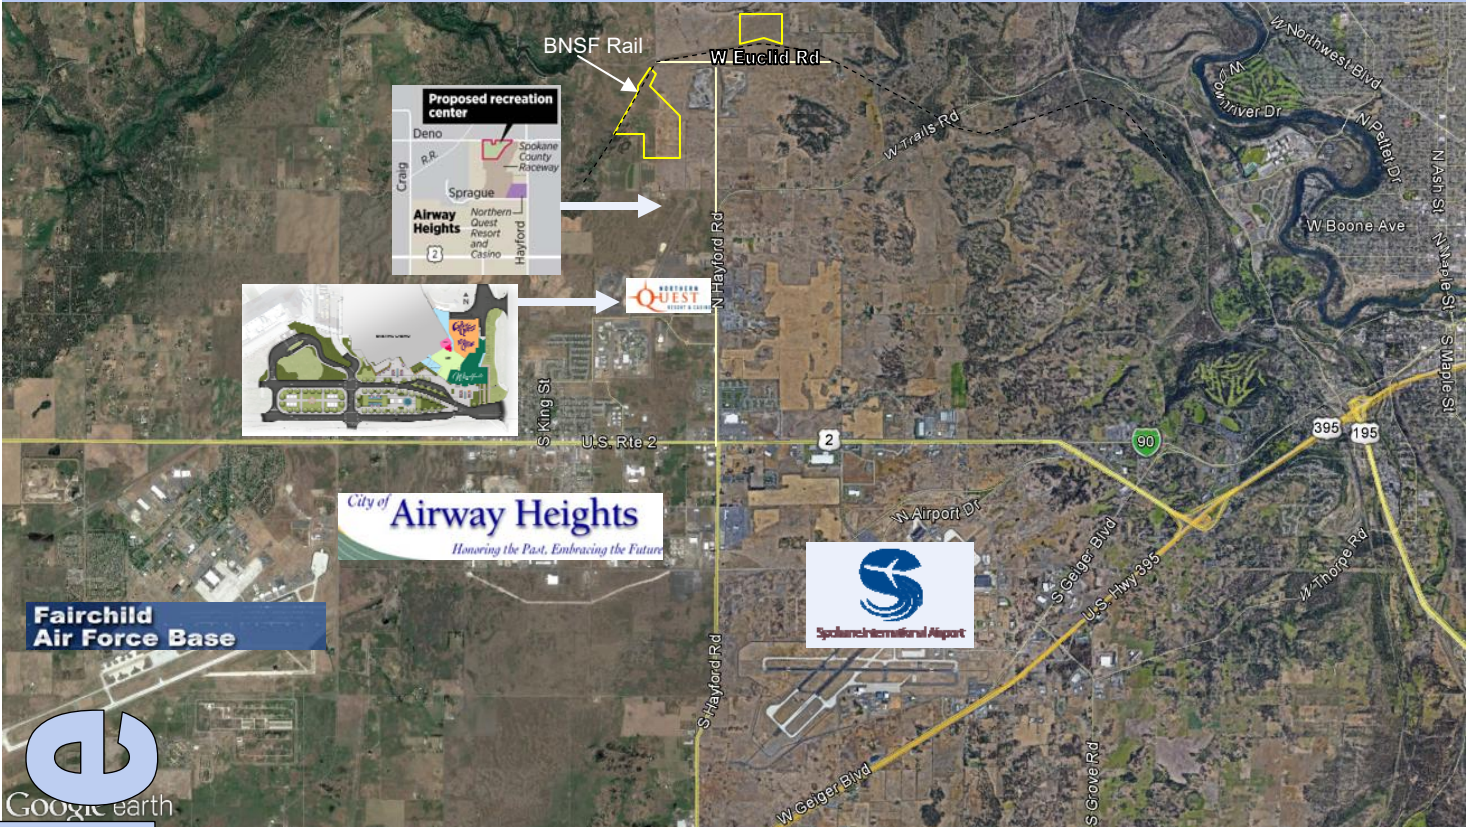 BNSF Rail
W Euclid Rd
W Northwest Blvd
W Downriver Dr
N Pettet Dr
W Trails Rd
Proposed recreation
center
Deno
R.R.
Craig
Spokane
County
Raceway
Sprague
Airway
Heights
Northern
Quest
Resort
and
Casino
Hayford
2
N Hayford Rd
N Ash St
W Boone Ave
N Maple St
S Maple St
NORTHERN
QUEST
RESORT & CASINO
N
S King St
U.S. Rte 2
2
90
395
195
City of
Airway Heights
Honoring the Past, Embracing the Future
W Airport Dr
S Geiger Blvd
U.S. Hwy 395
W Thorpe Rd
Spokane International Airport
Fairchild
Air Force Base
S Hayford Rd
W Geiger Blvd
S Grove Rd
e
Google earth